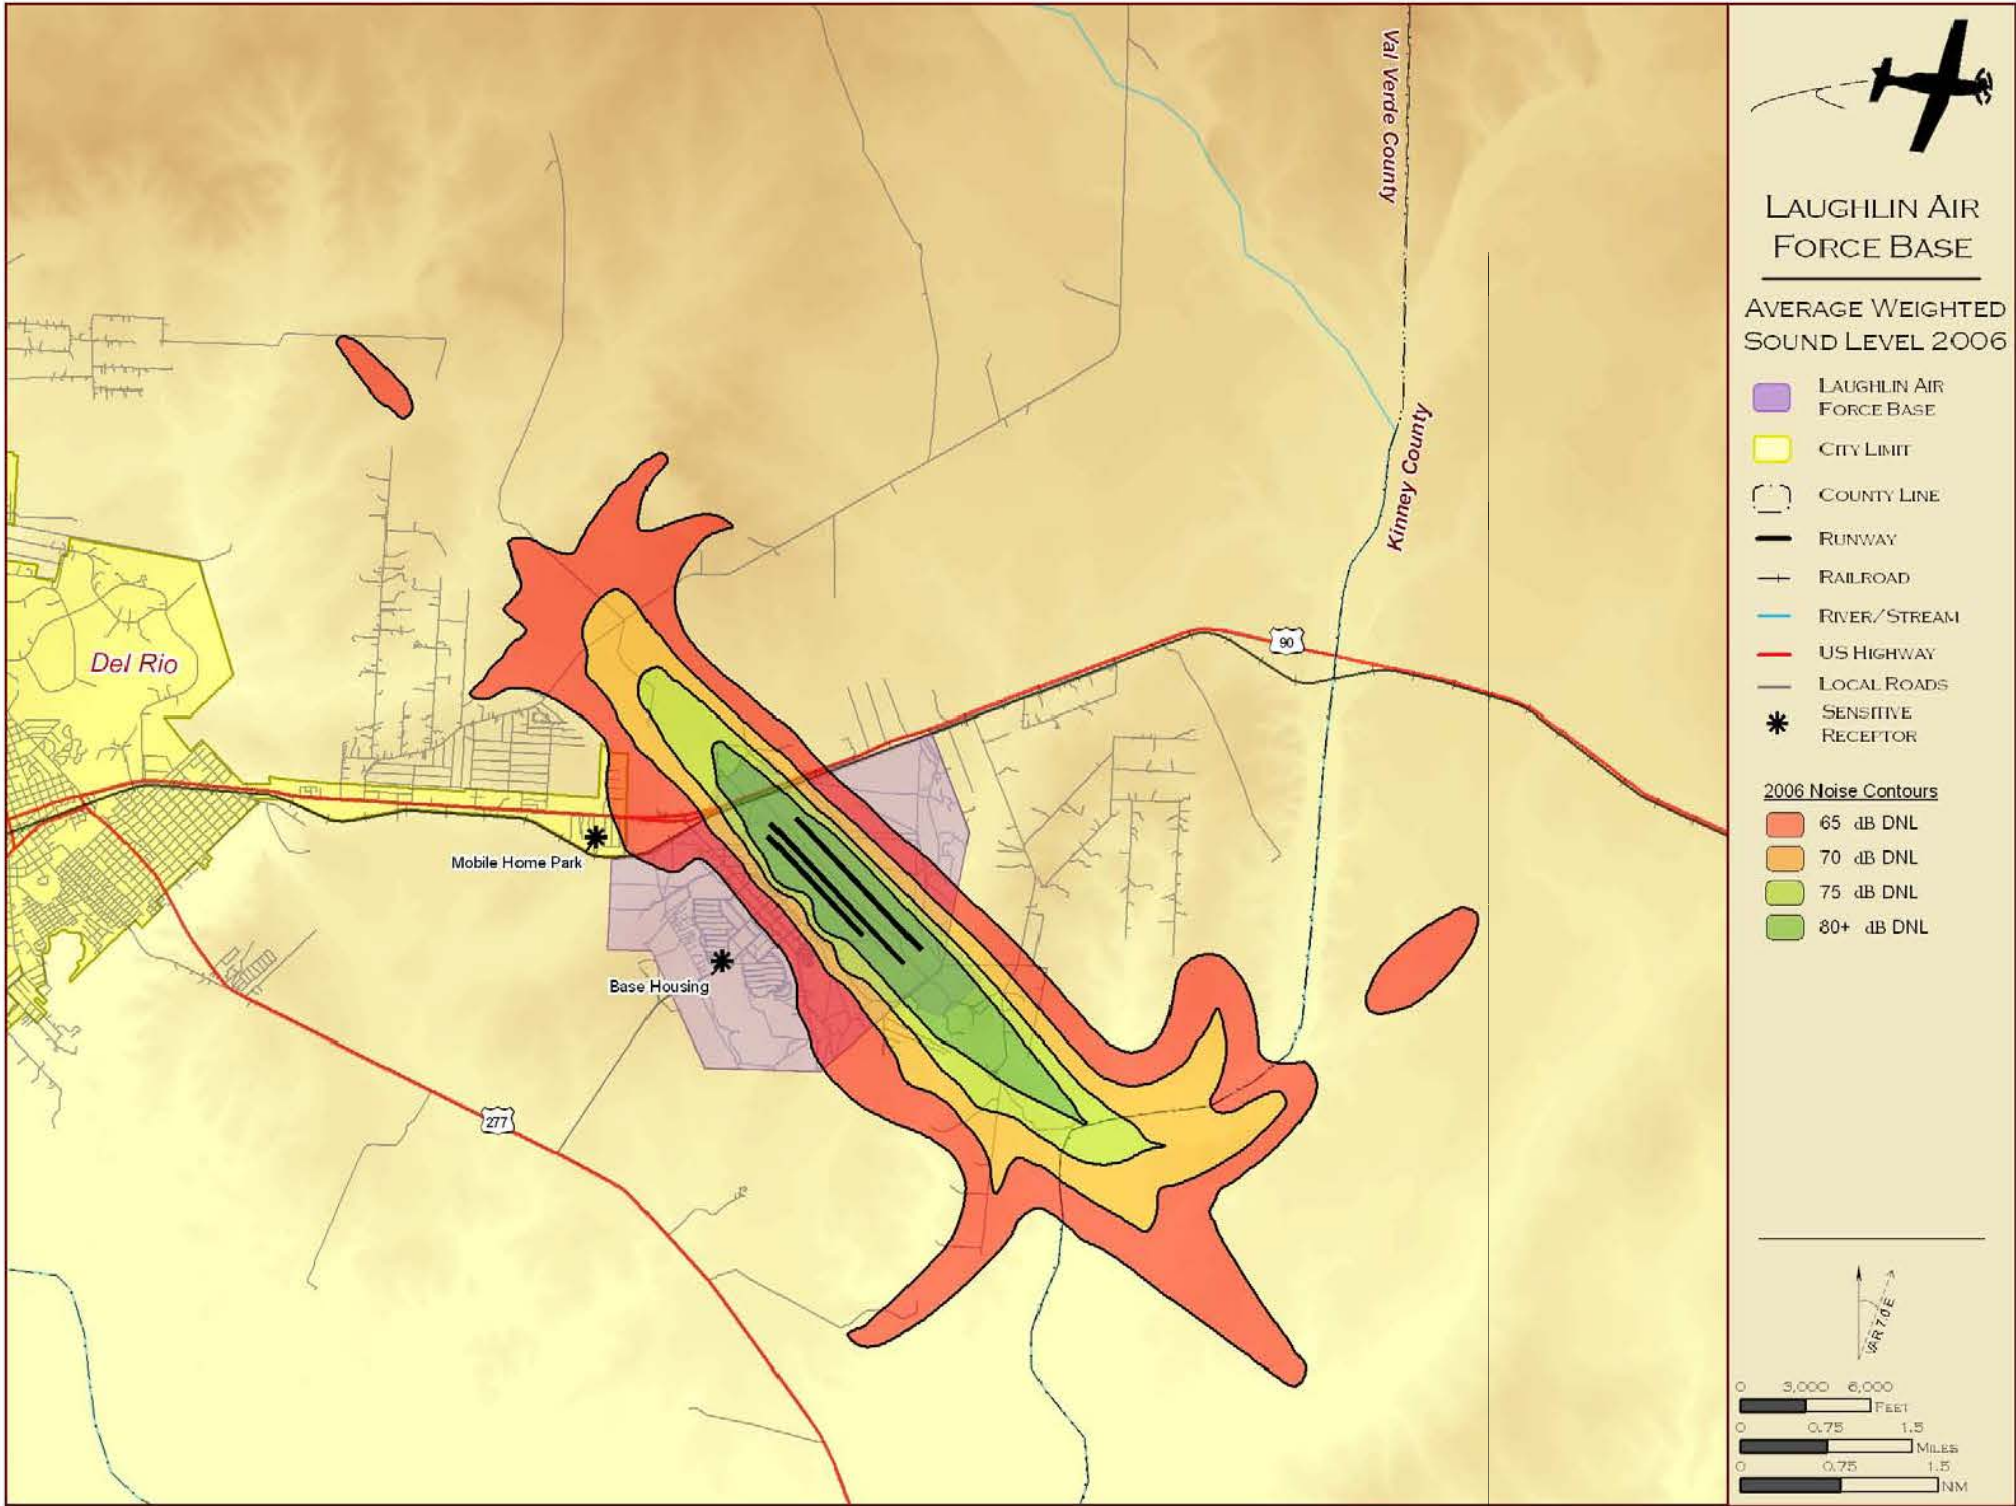 Val Verde County
Kinney County
90
Del Rio
Mobile Home Park
Base Housing
277
LAUGHLIN AIR
FORCE BASE
AVERAGE WEIGHTED
SOUND LEVEL 2006
LAUGHLIN AIR
FORCE BASE
CITY LIMIT
COUNTY LINE
RUNWAY
RAILROAD
RIVER/STREAM
US HIGHWAY
LOCAL ROADS
SENSITIVE
RECEPTOR
2006 Noise Contours
65 dB DNL
70 dB DNL
75 dB DNL
80+ dB DNL
VAR 7.0 E
0 3,000 6,000
FEET
0 0.75 1.5
MILES
0 0.75 1.5
NM